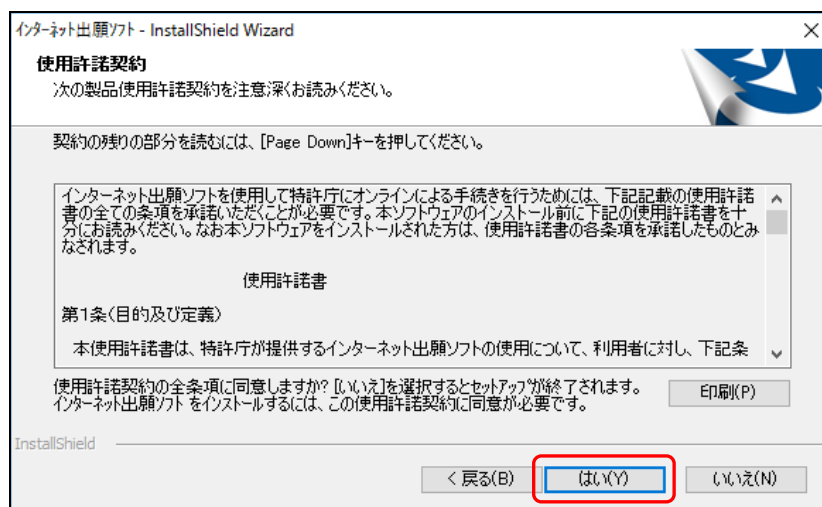 インターネット出願ソフト - InstallShield Wizard
使用許諾契約
次の製品使用許諾契約を注意深くお読みください。
契約の残りの部分を読むには、[Page Down]キーを押してください。
インターネット出願ソフトを使用して特許庁にオンラインによる手続きを行うためには、下記記載の使用許諾
書の全ての条項を承諾いただくことが必要です。本ソフトウェアのインストール前に下記の使用許諾書を十
分にお読みください。なお本ソフトウェアをインストールされた方は、使用許諾書の各条項を承諾したものとみ
なされます。
使用許諾書
第1条(目的及び定義)
本使用許諾書は、特許庁が提供するインターネット出願ソフトの使用について、利用者に対し、下記条
使用許諾契約の全条項に同意しますか? [いいえ]を選択するとセットアップが終了されます。
インターネット出願ソフト をインストールするには、この使用許諾契約に同意が必要です。
印刷(P)
InstallShield
< 戻る(B)
はい(Y)
いいえ(N)